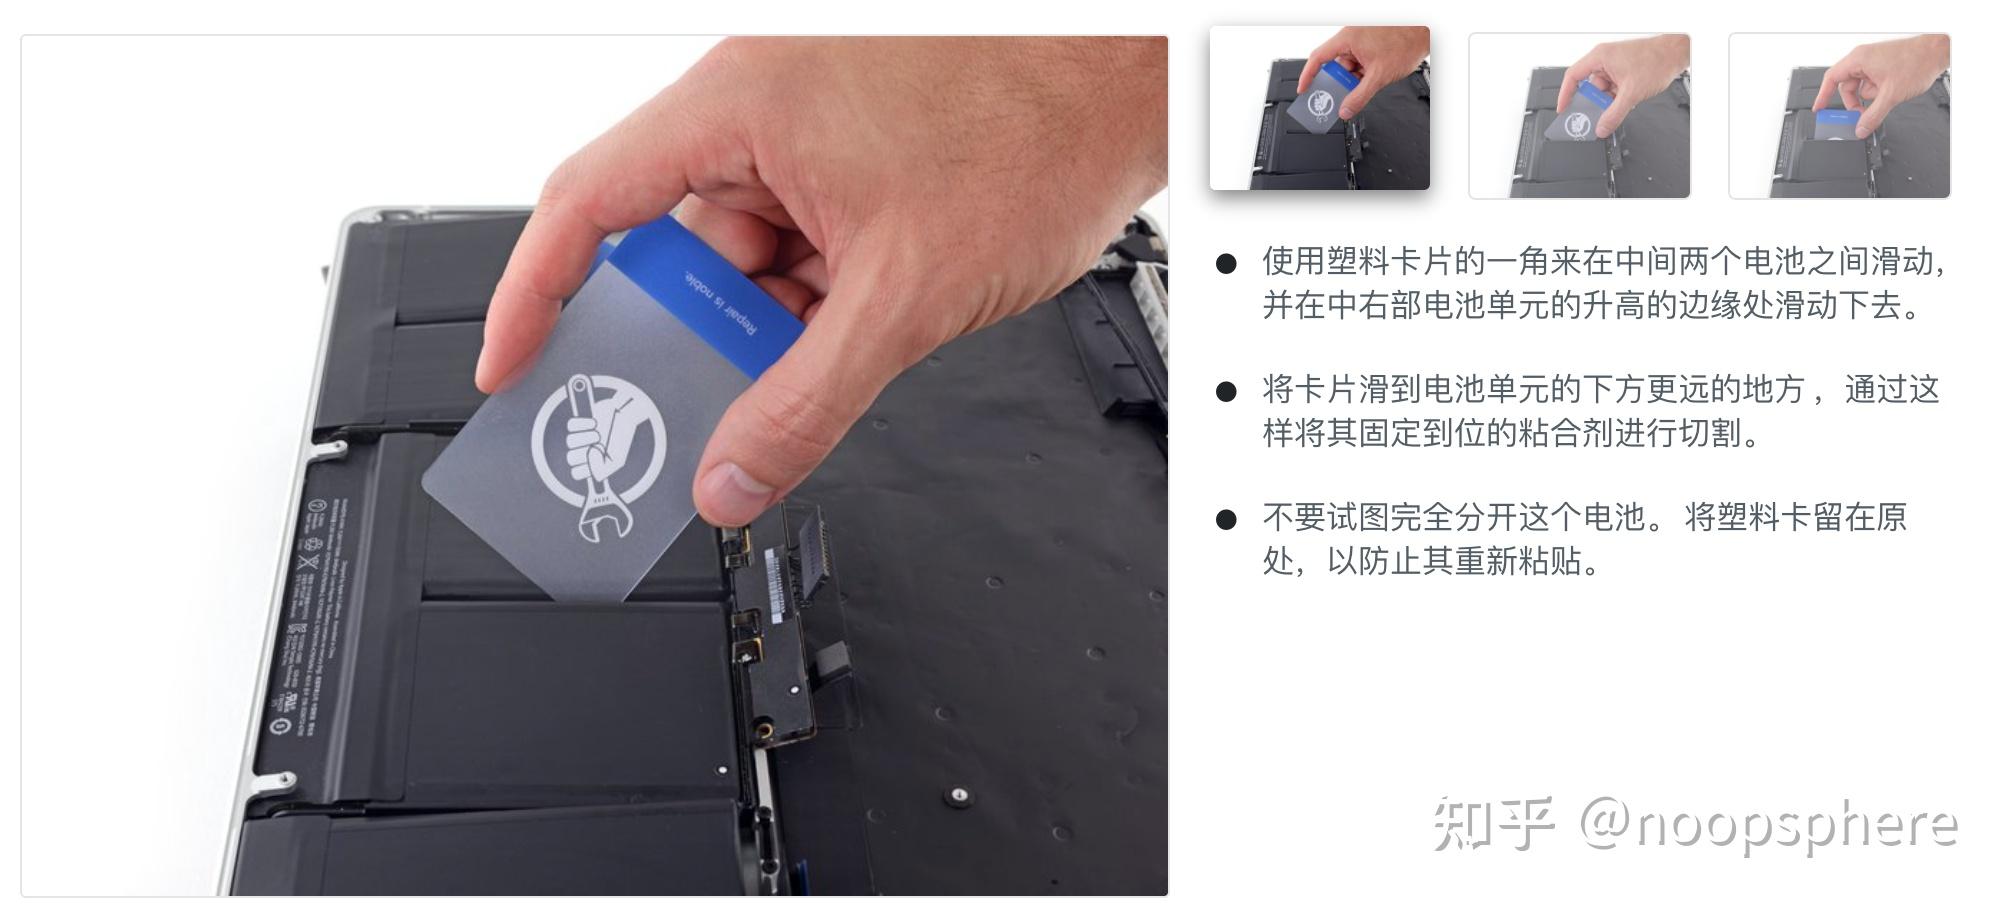 Repair is noble.
使用塑料卡片的一角来在中间两个电池之间滑动，
并在中右部电池单元的升高的边缘处滑动下去。
将卡片滑到电池单元的下方更远的地方，通过这
样将其固定到位的粘合剂进行切割。
不要试图完全分开这个电池。 将塑料卡留在原
处，以防止其重新粘贴。
知乎 @noopsphere